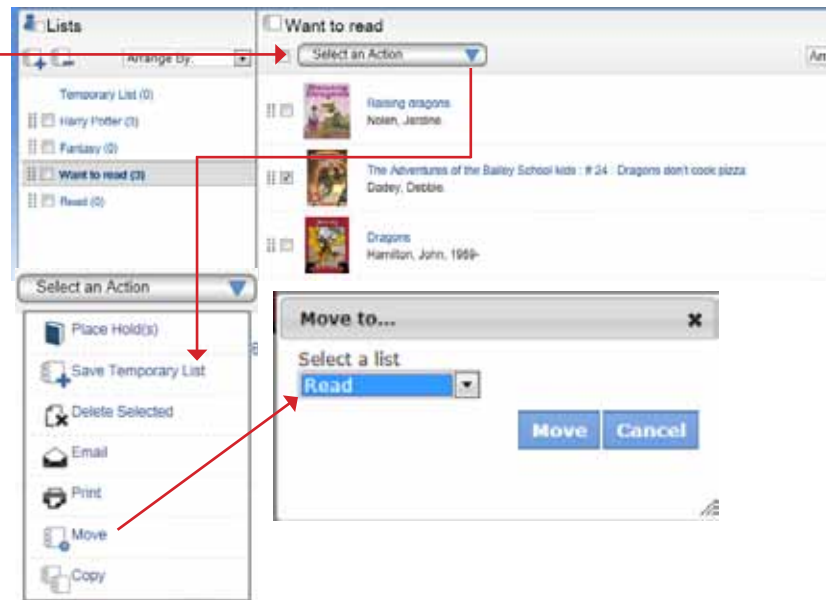 Lists
Arrange By:
Temporary List (0)
Harry Potter (3)
Fantasy (0)
Want to read (3)
Read (0)
Want to read
Select an Action
Raising dragons
Nolen, Jerdine
The Adventures of the Bailey School kids : # 24 : Dragons don't cook pizza
Dadey, Debbie.
Dragons
Hamilton, John, 1959-
Select an Action
Place Hold(s)
Save Temporary List
Delete Selected
Email
Print
Move
Copy
Move to...
Select a list
Read
Move Cancel